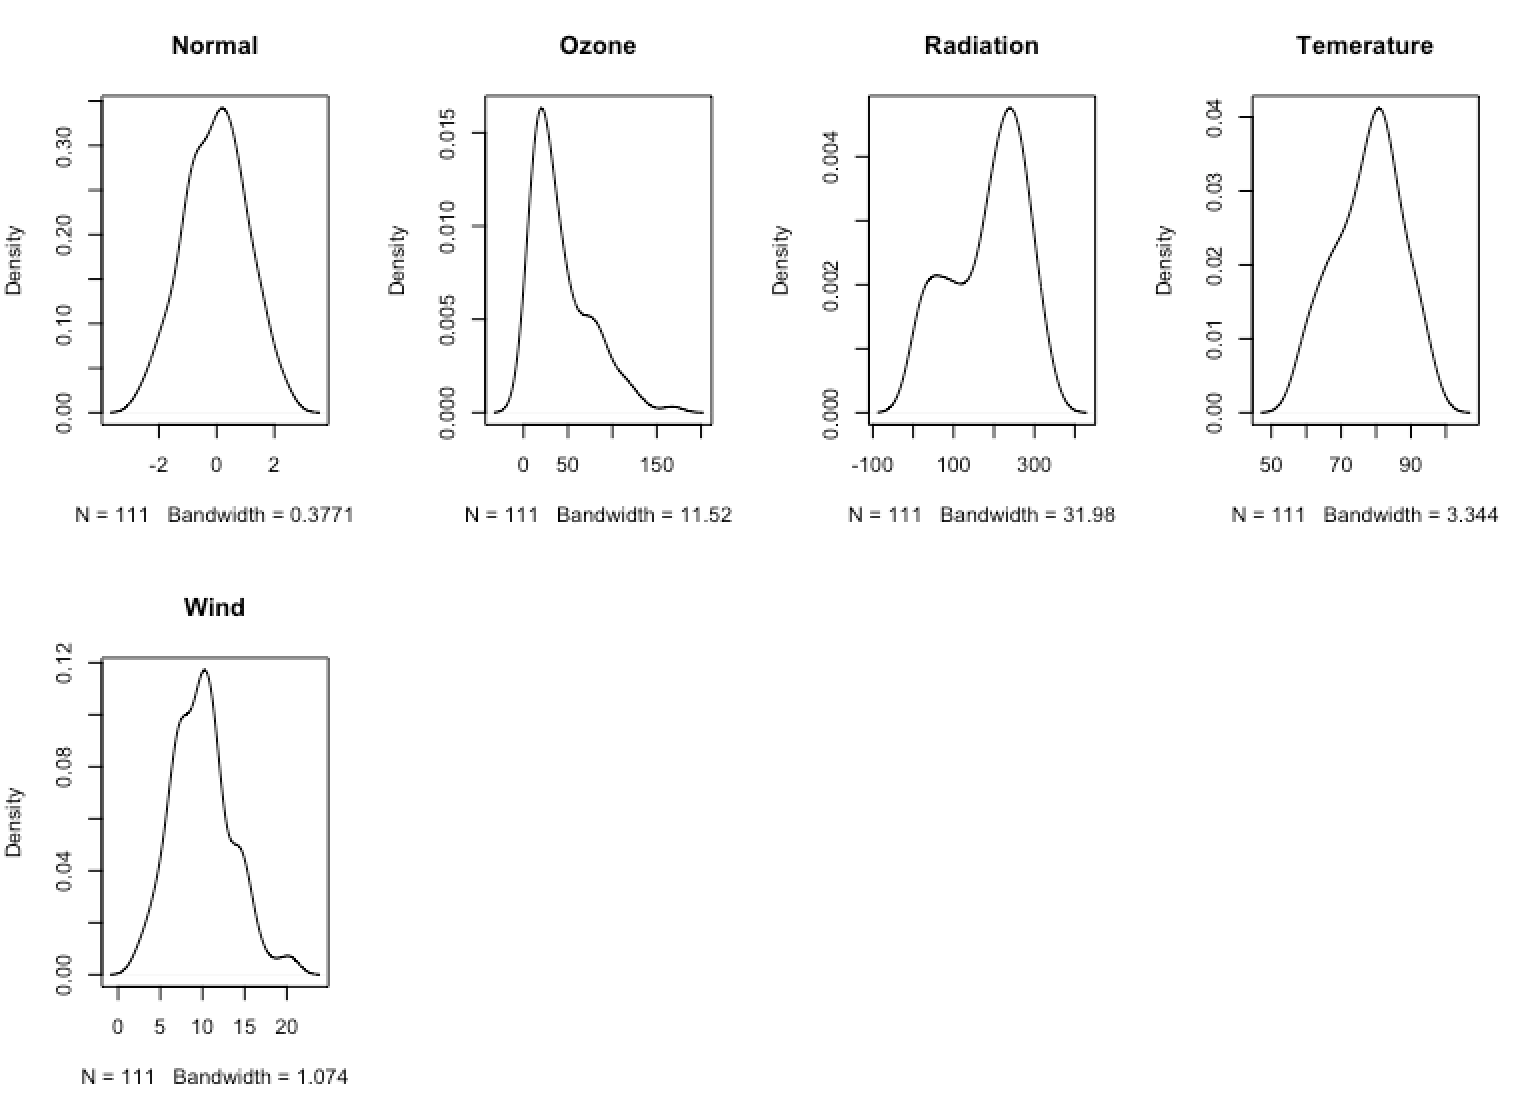 Normal
Density
0.00 0.10 0.20 0.30
-2 0 2
N = 111 Bandwidth = 0.3771
Ozone
Density
0.000 0.005 0.010 0.015
0 50 150
N = 111 Bandwidth = 11.52
Radiation
Density
0.000 0.002 0.004
-100 100 300
N = 111 Bandwidth = 31.98
Temerature
Density
0.00 0.01 0.02 0.03 0.04
50 70 90
N = 111 Bandwidth = 3.344
Wind
Density
0.00 0.04 0.08 0.12
0 5 10 15 20
N = 111 Bandwidth = 1.074